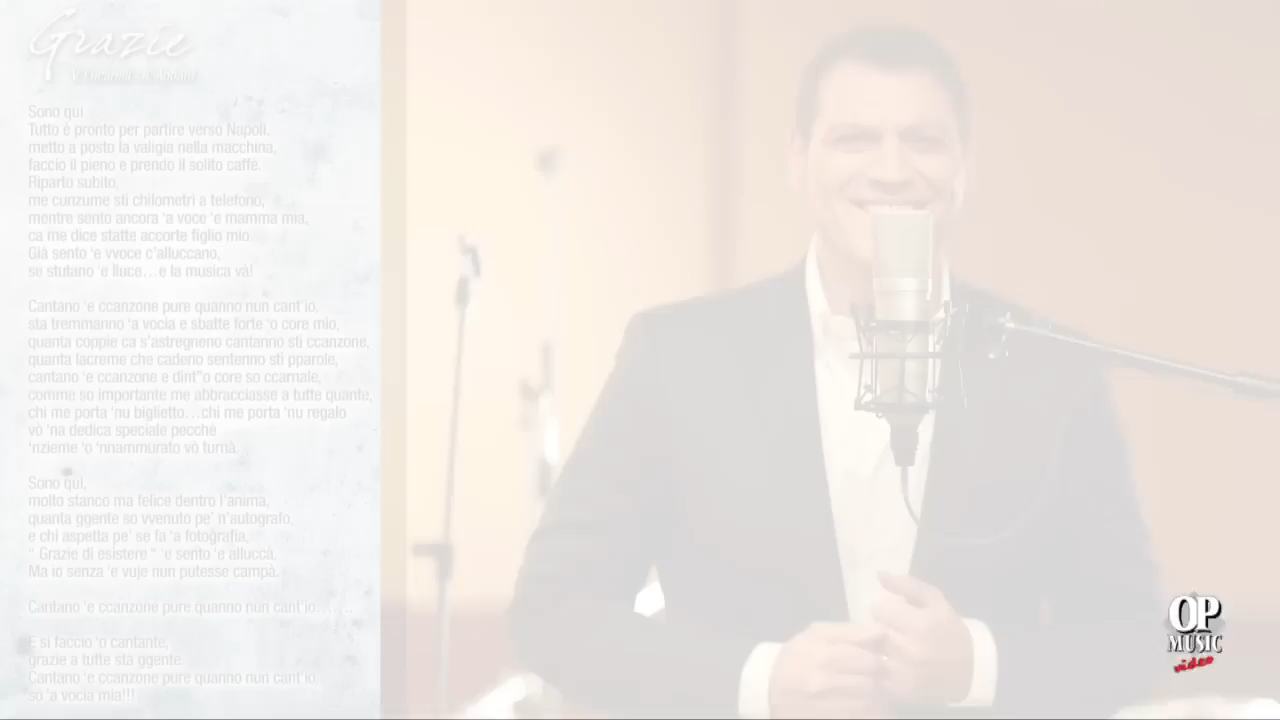 Grazie
Sono qui
Tutto è pronto per partire verso Napoli.
metto a posto la valigia nella macchina,
faccio il pieno e prendo il solito caffè.
Riparto subito,
me cunzume sti chilometri a telefono,
mentre sento ancora 'a voce 'e mamma mia,
ca me dice statte accorte figlio mio.
Già sento 'e vvoce c'alluccano,
se stutano 'e lluce...e la musica và!
Cantano 'e ccanzone pure quanno nun cant'io,
sta tremmanno 'a vocia e sbatte forte 'o core mio,
quanta coppie ca s'astregneno cantanno sti ccanzone,
quanta lacreme che cadeno sentenno sti pparole,
cantano 'e ccanzone e dint''o core so ccarnale,
comme so importante me abbracciasse a tutte quante,
chi me porta 'nu biglietto...chi me porta 'nu regalo
vò 'na dedica speciale pecchè
'nzieme 'o 'nnammurato vò turnà.
Sono qui,
molto stanco ma felice dentro l'anima,
quanta ggente so vvenuto pe' n'autografo,
e chi aspetta pe' se fa 'a fotografia,
" Grazie di esistere " 'e sento 'e alluccà.
Ma io senza 'e vuje nun putesse campà.
Cantano 'e ccanzone pure quanno nun cant'io.......
E si faccio 'o cantante,
grazie a tutte sta ggente.
Cantano 'e ccanzone pure quanno nun cant'io
so 'a vocia mia!!!
OP
MUSIC
video